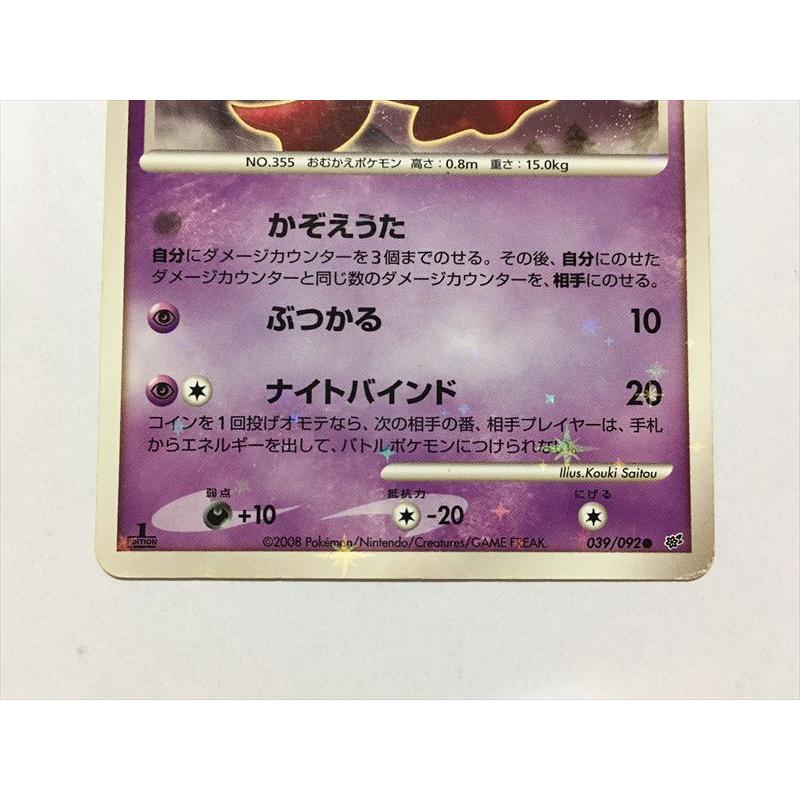 NO.355 おむかえポケモン 高さ:0.8m 重さ:15.0kg
かぞえうた
自分にダメージカウンターを3個までのせる。その後、自分にのせた
ダメージカウンターと同じ数のダメージカウンターを、相手にのせる。
ぶつかる 10
ナイトバインド 20
コインを1回投げオモテなら、次の相手の番、相手プレイヤーは、手札
からエネルギーを出して、バトルポケモンにつけられない。
Illus.Kouki Saitou
弱点 抵抗力 にげる
+10 -20
1 EDITION
©2008 Pokémon/Nintendo/Creatures/GAME FREAK. 039/092